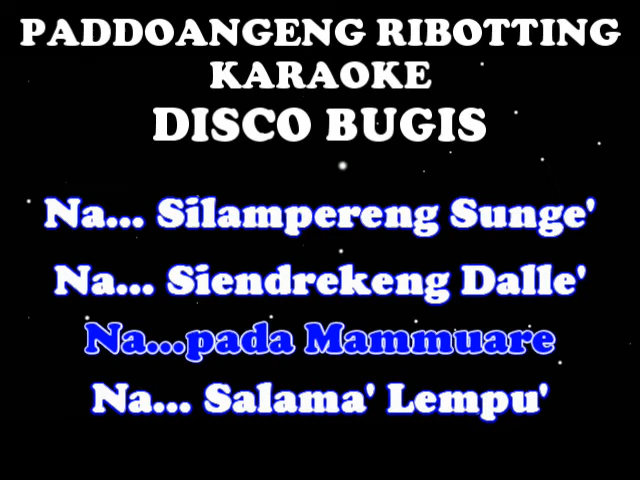 PADDOANGENG RIBOTTING
KARAOKE
DISCO BUGIS
Na... Silampereng Sunge'
Na... Siendrekeng Dalle'
Na...pada Mammuare
Na... Salama' Lempu'